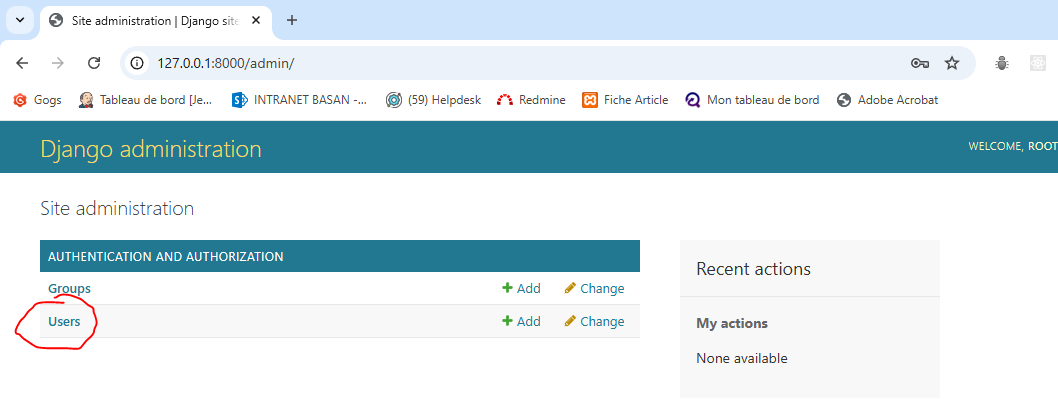 Site administration | Django site
127.0.0.1:8000/admin/
Gogs Tableau de bord [Je... INTRANET BASAN -... (59) Helpdesk Redmine Fiche Article Mon tableau de bord Adobe Acrobat
Django administration
WELCOME, ROOT
Site administration
AUTHENTICATION AND AUTHORIZATION
Groups Add Change
Users Add Change
Recent actions
My actions
None available